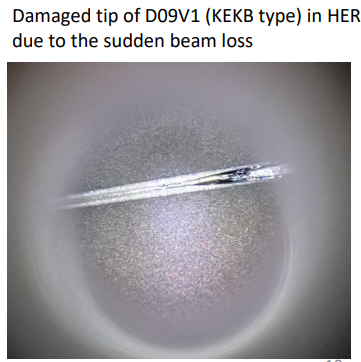 Damaged tip of D09V1 (KEKB type) in HER
due to the sudden beam loss